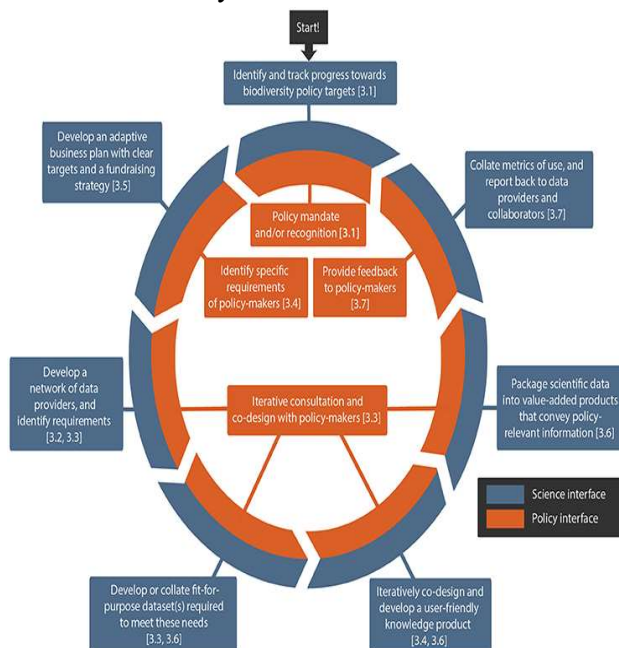 Start!
Identify and track progress towards
biodiversity policy targets [3.1]
Develop an adaptive
business plan with clear
targets and a fundraising
strategy [3.5]
Collate metrics of use, and
report back to data
providers and
collaborators [3.7]
Policy mandate
and/or recognition [3.1]
Identify specific
requirements
of policy-makers [3.4]
Provide feedback
to policy-makers
[3.7]
Develop a
network of data
providers, and
identify requirements
[3.2, 3.3]
Iterative consultation and
co-design with policy-makers [3.3]
Package scientific data
into value-added products
that convey policy-
relevant information [3.6]
Science interface
Policy interface
Develop or collate fit-for-
purpose dataset(s) required
to meet these needs
[3.3, 3.6]
Iteratively co-design and
develop a user-friendly
knowledge product
[3.4, 3.6]